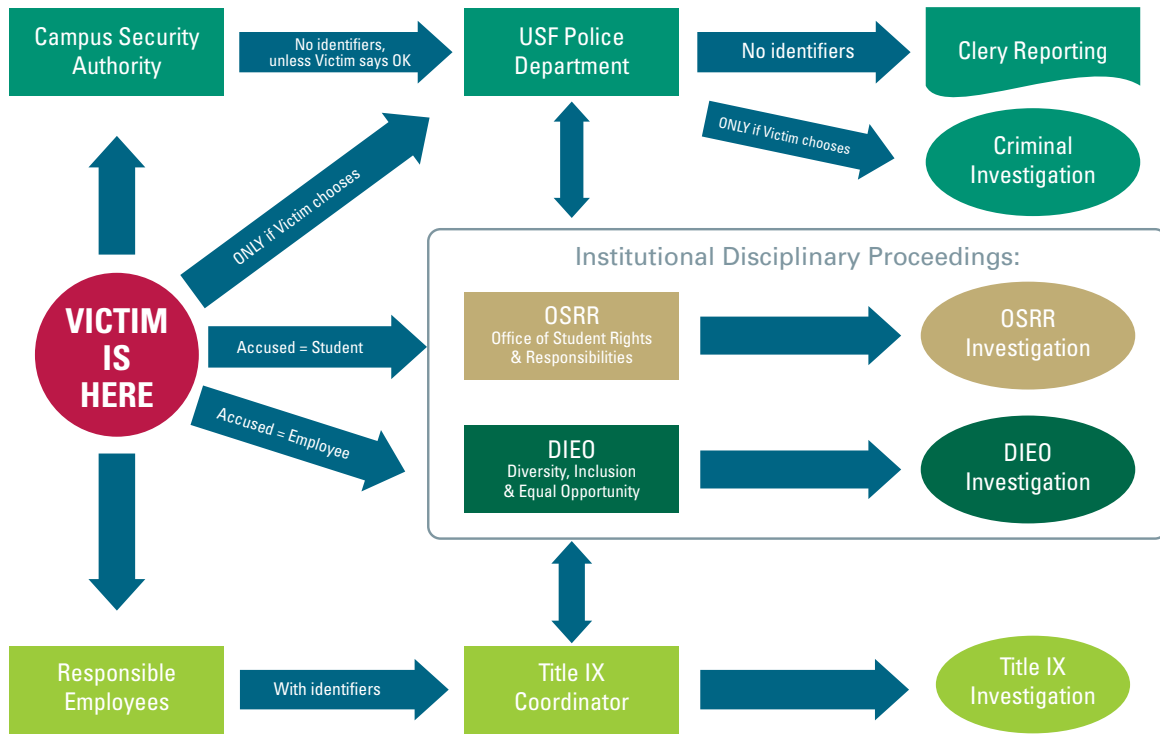 Campus Security
Authority
No identifiers,
unless Victim says OK
USF Police
Department
No identifiers
Clery Reporting
ONLY if Victim chooses
Criminal
Investigation
ONLY if Victim chooses
Institutional Disciplinary Proceedings:
VICTIM
IS
HERE
Accused = Student
OSRR
Office of Student Rights
& Responsibilities
OSRR
Investigation
Accused = Employee
DIEO
Diversity, Inclusion
& Equal Opportunity
DIEO
Investigation
Responsible
Employees
With identifiers
Title IX
Coordinator
Title IX
Investigation